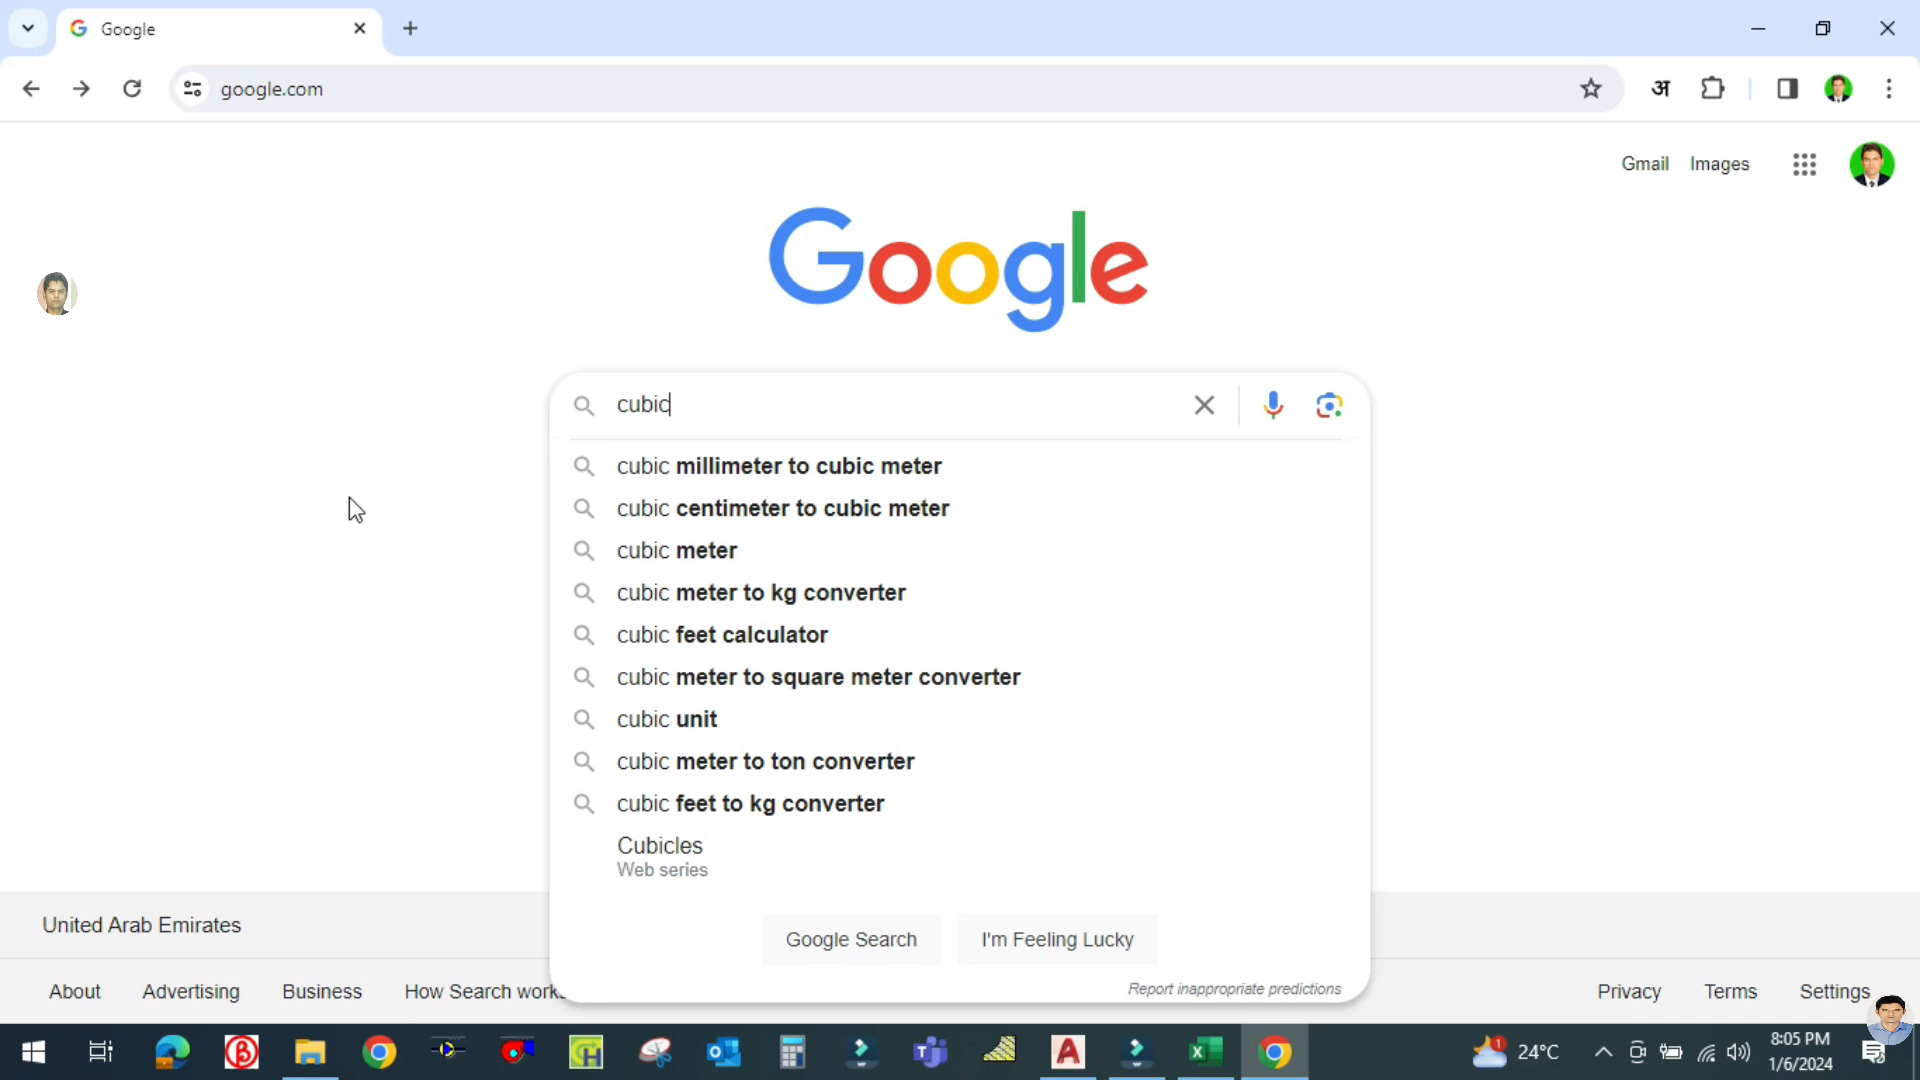 Google
google.com
अ
Gmail
Images
Google
cubic
cubic millimeter to cubic meter
cubic centimeter to cubic meter
cubic meter
cubic meter to kg converter
cubic feet calculator
cubic meter to square meter converter
cubic unit
cubic meter to ton converter
cubic feet to kg converter
Cubicles
Web series
Google Search
I'm Feeling Lucky
Report inappropriate predictions
United Arab Emirates
About
Advertising
Business
How Search work
Privacy
Terms
Settings
24°C
8:05 PM
1/6/2024